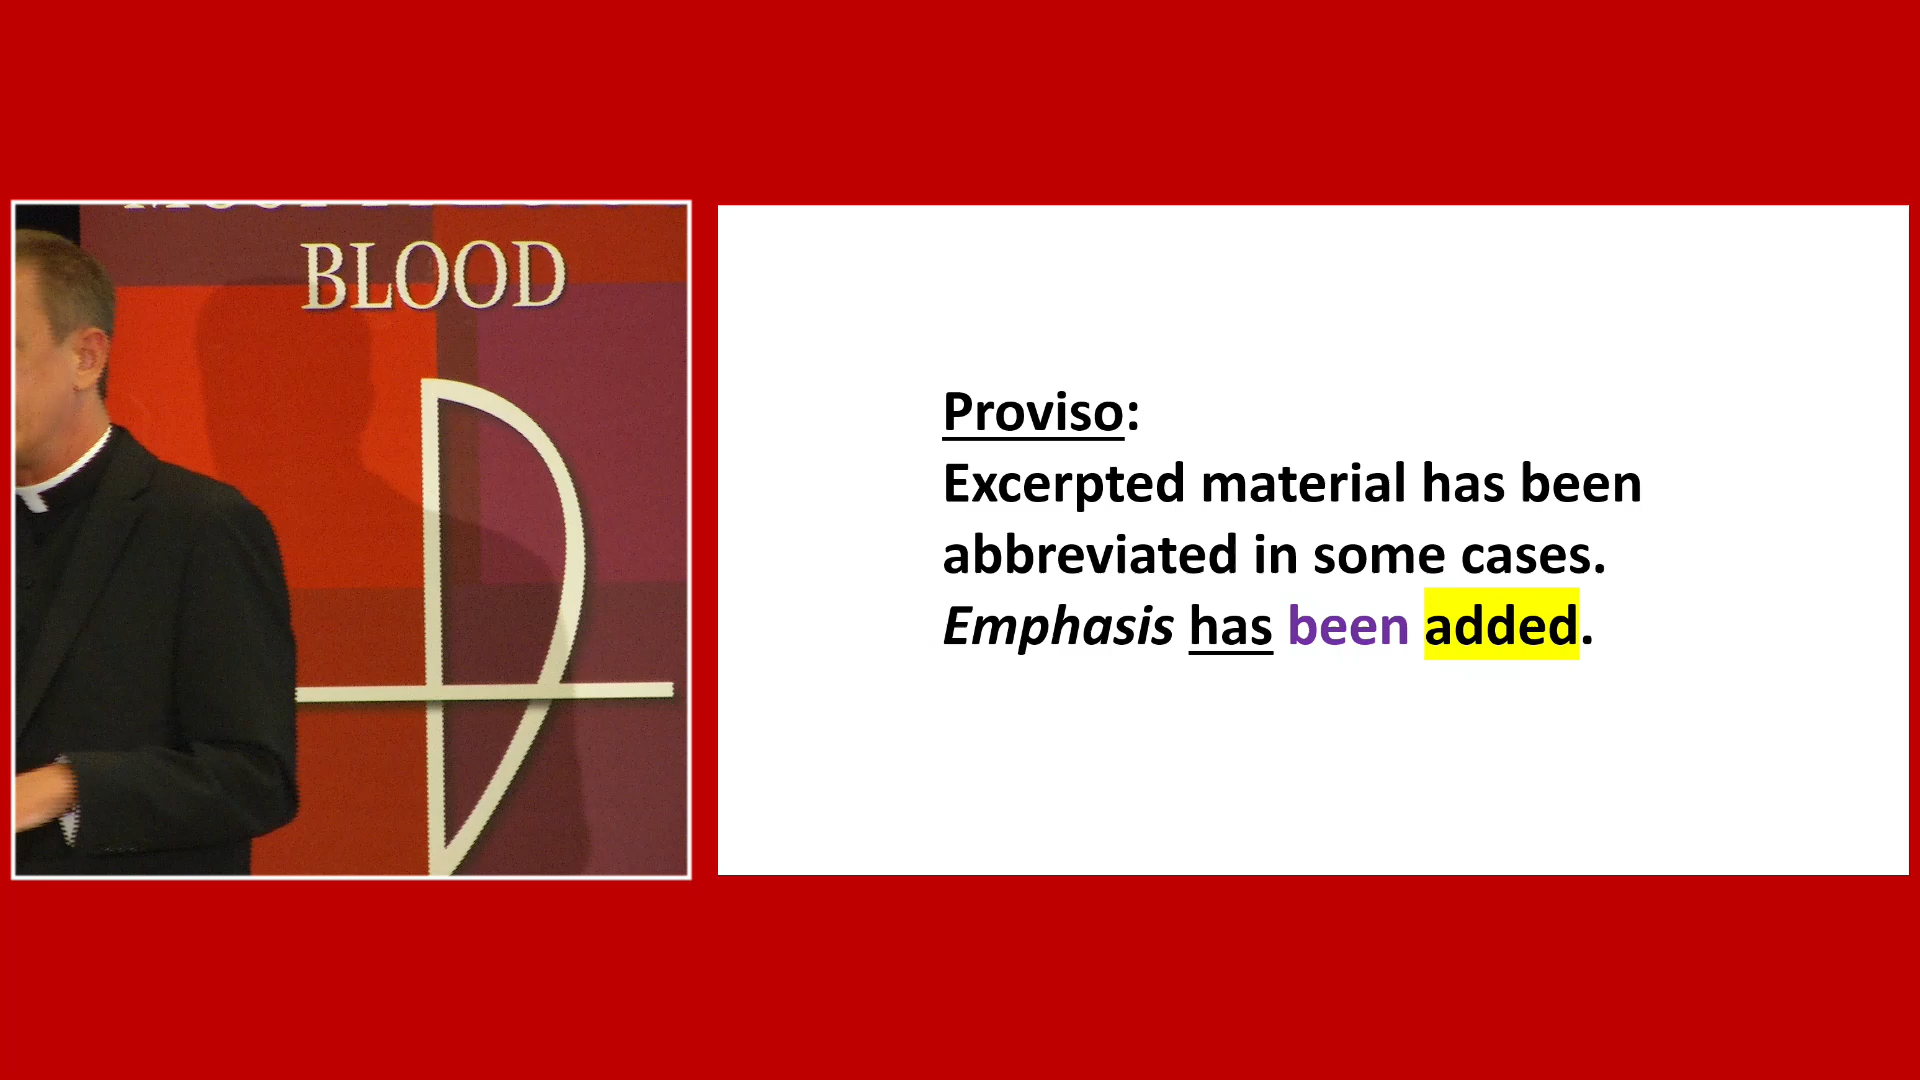 BLOOD
Proviso:
Excerpted material has been
abbreviated in some cases.
Emphasis has been added.